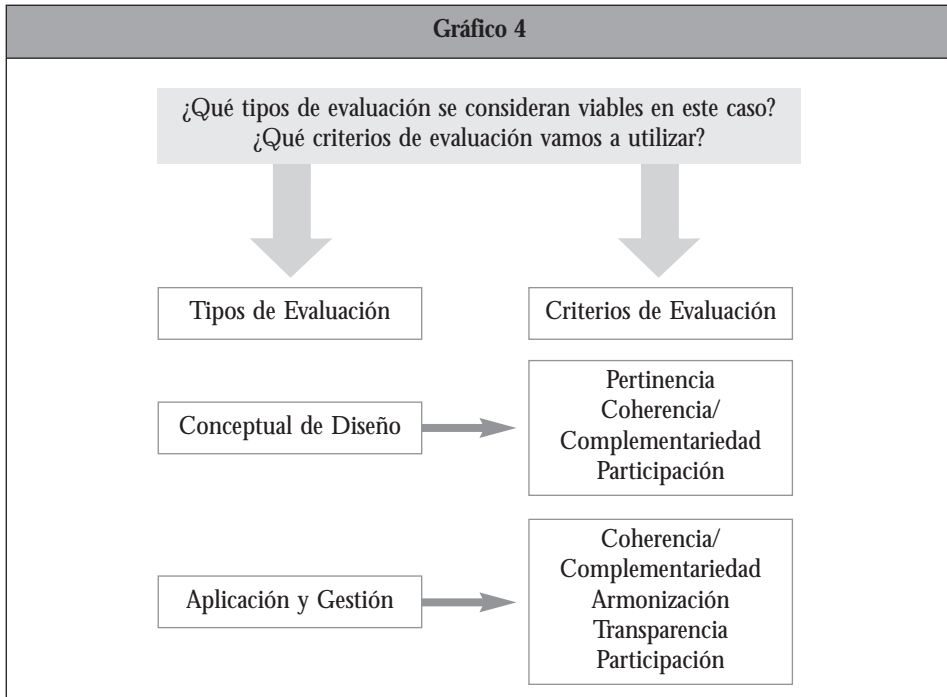 Gráfico 4
¿Qué tipos de evaluación se consideran viables en este caso?
¿Qué criterios de evaluación vamos a utilizar?
Tipos de Evaluación
Criterios de Evaluación
Conceptual de Diseño
Pertinencia
Coherencia/
Complementariedad
Participación
Aplicación y Gestión
Coherencia/
Complementariedad
Armonización
Transparencia
Participación